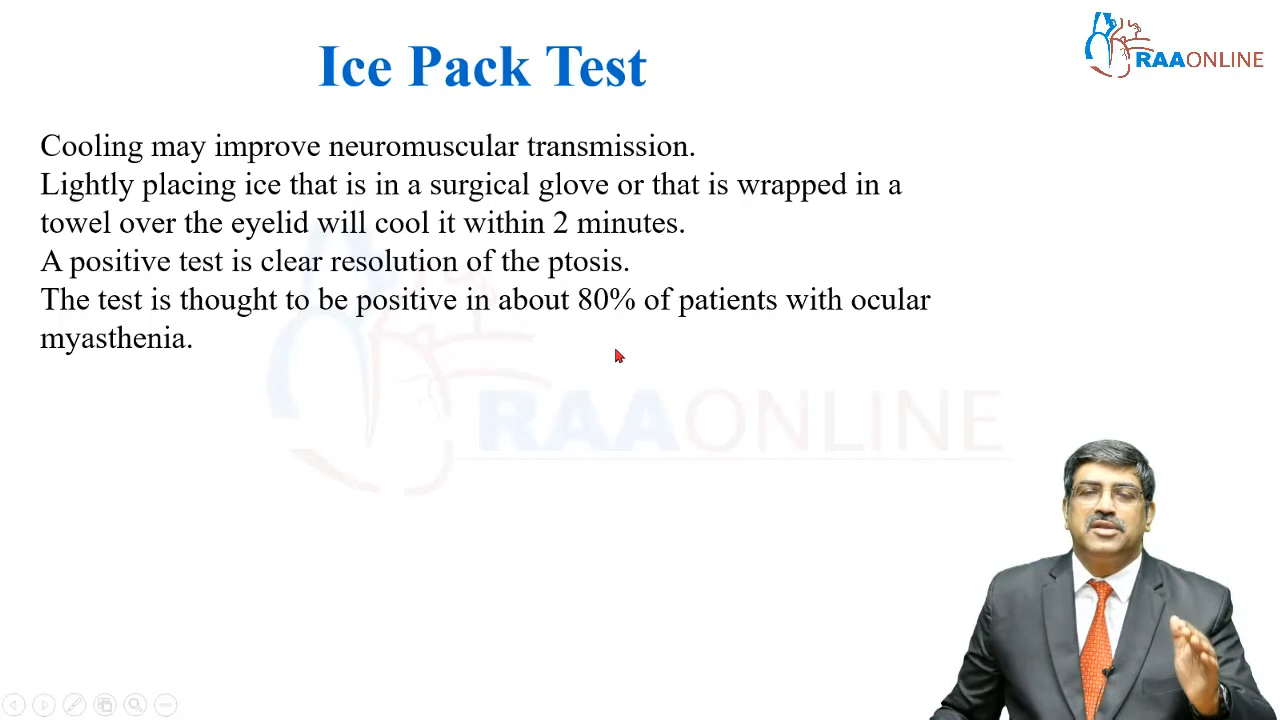 Ice Pack Test
RAAONLINE
Cooling may improve neuromuscular transmission.
Lightly placing ice that is in a surgical glove or that is wrapped in a
towel over the eyelid will cool it within 2 minutes.
A positive test is clear resolution of the ptosis.
The test is thought to be positive in about 80% of patients with ocular
myasthenia.
RAAONLINE